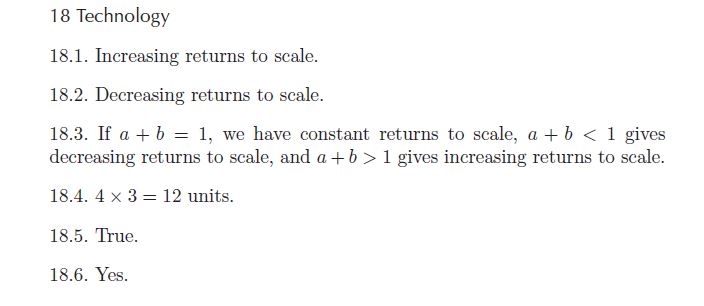 18 Technology
18.1. Increasing returns to scale.
18.2. Decreasing returns to scale.
18.3. If a + b = 1, we have constant returns to scale, a + b < 1 gives
decreasing returns to scale, and a + b > 1 gives increasing returns to scale.
18.4. 4 × 3 = 12 units.
18.5. True.
18.6. Yes.